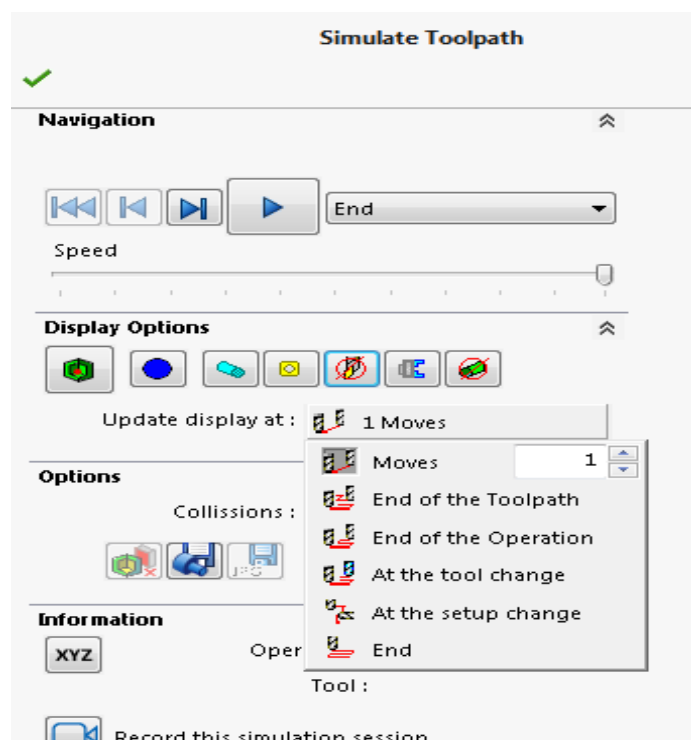 Simulate Toolpath
Navigation
End
Speed
Display Options
Update display at : 1 Moves
Moves 1
End of the Toolpath
Options
Collissions :
End of the Operation
At the tool change
Information
At the setup change
XYZ
Oper
End
Tool :
Record this simulation session